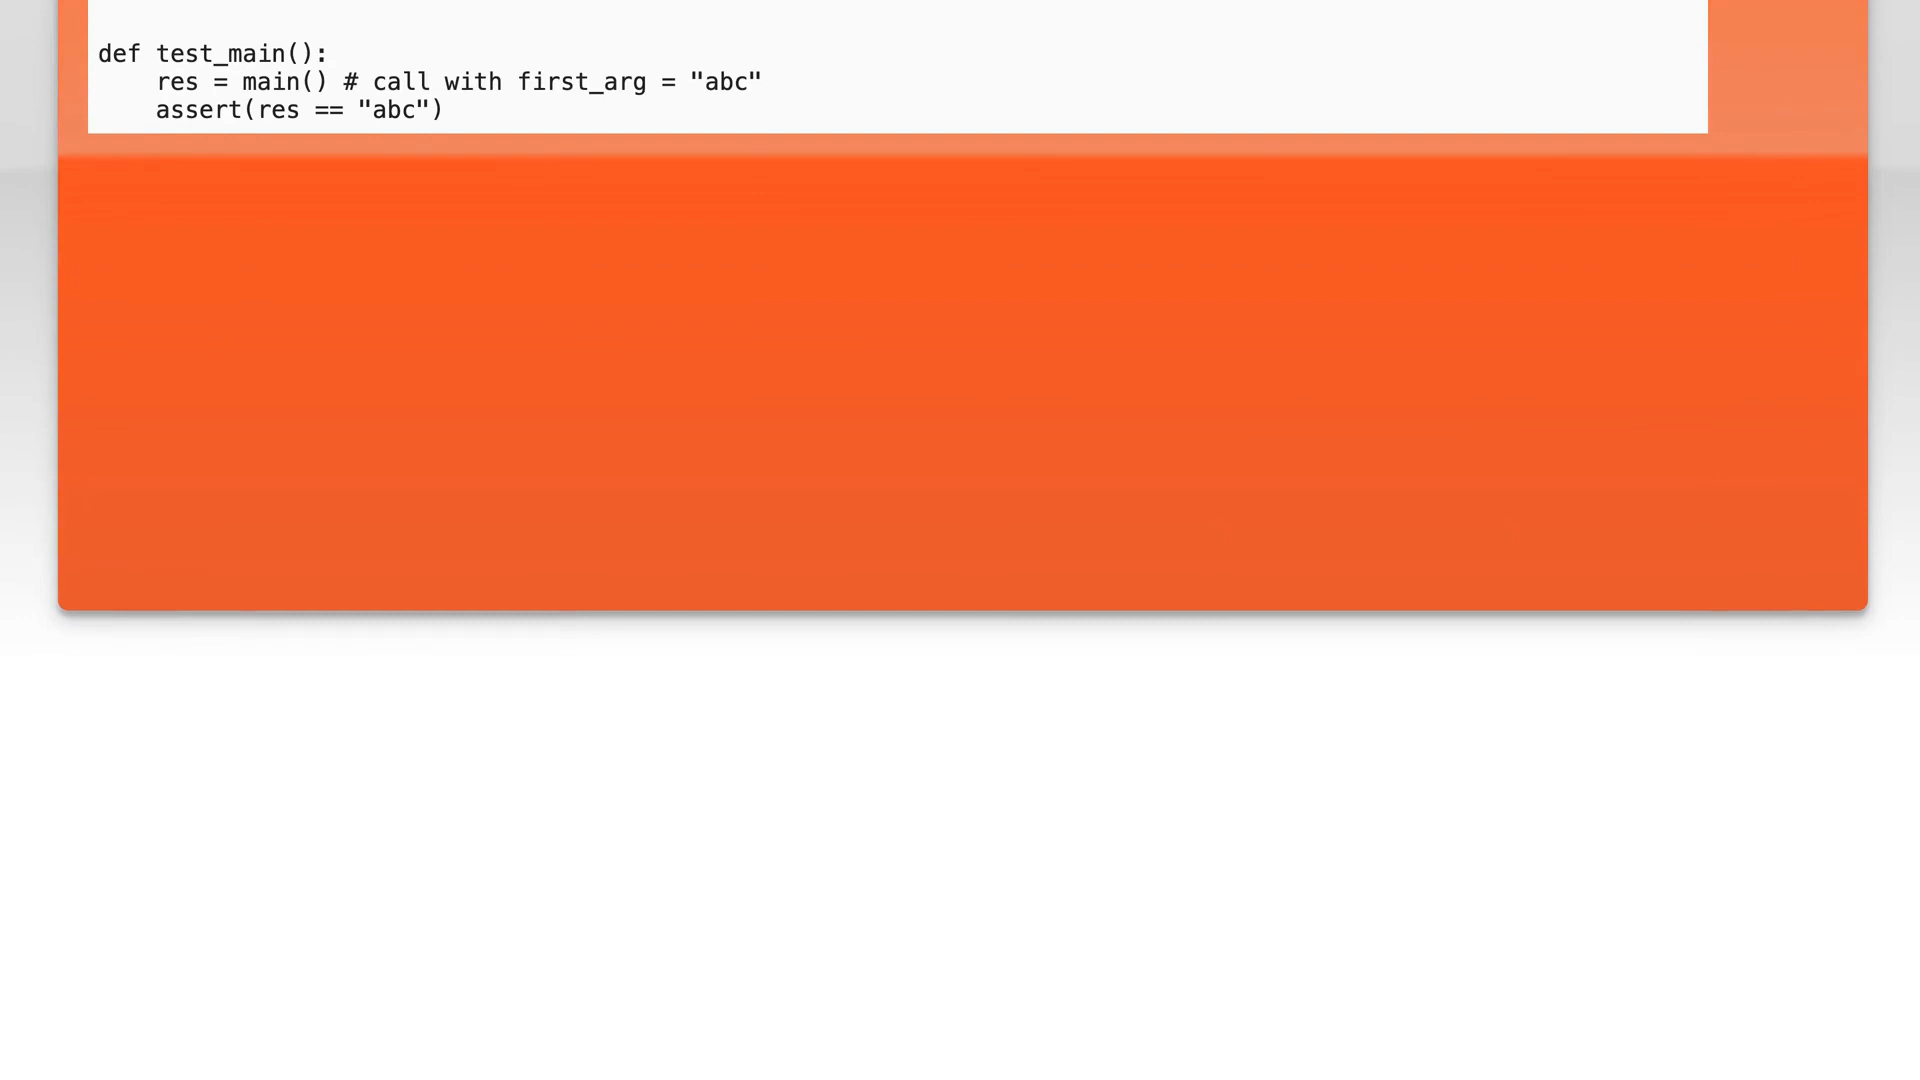 def test_main():
    res = main() # call with first_arg = "abc"
    assert(res == "abc")